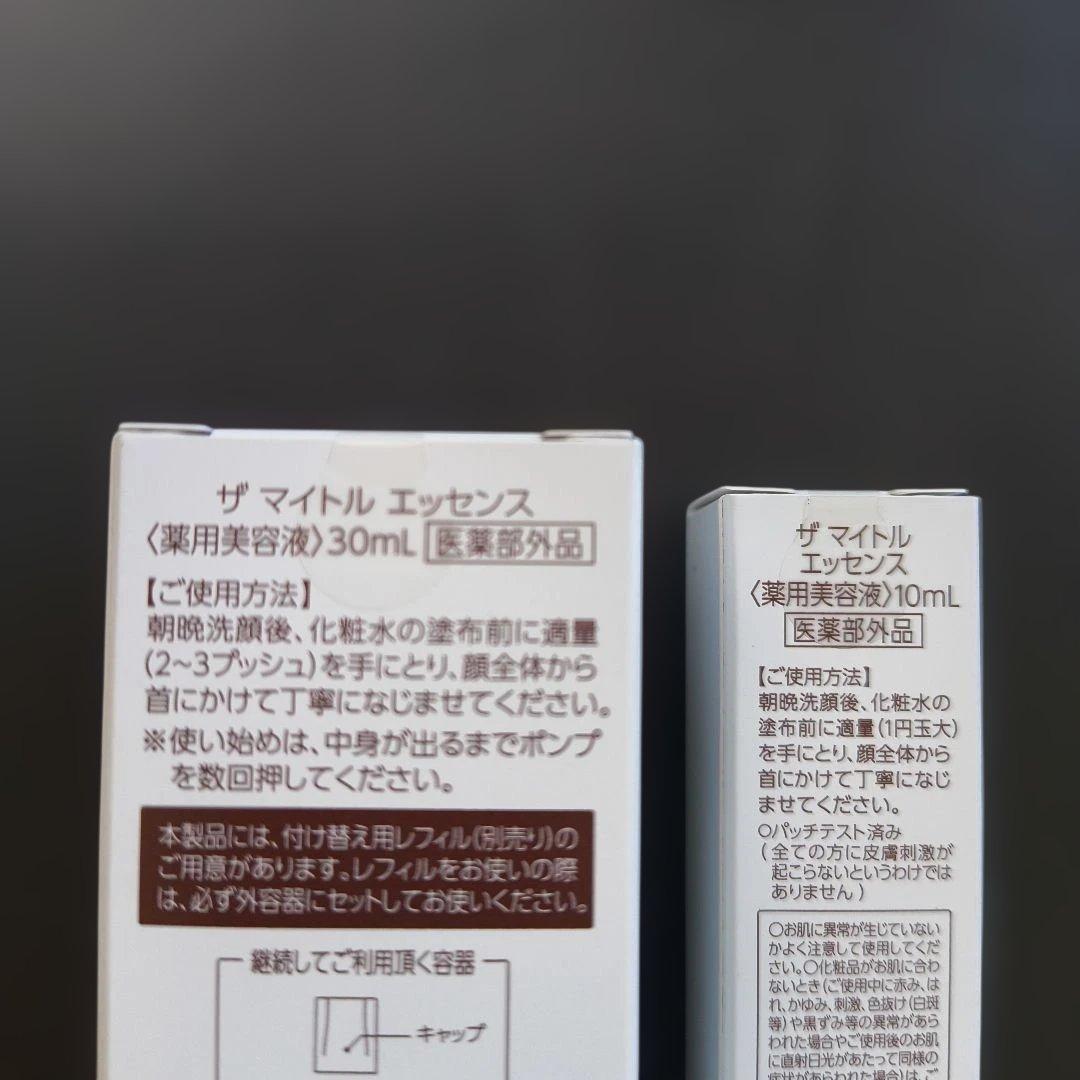 ザ マイトル エッセンス
〈薬用美容液〉30mL 医薬部外品
【ご使用方法】
朝晩洗顔後、化粧水の塗布前に適量
(2~3プッシュ)を手にとり、顔全体から
首にかけて丁寧になじませてください。
※使い始めは、中身が出るまでポンプ
を数回押してください。
本製品には、付け替え用レフィル(別売り)の
ご用意があります。レフィルをお使いの際
は、必ず外容器にセットしてお使いください。
継続してご利用頂く容器
キャップ
ザ マイトル
エッセンス
〈薬用美容液〉10mL
医薬部外品
【ご使用方法】
朝晩洗顔後、化粧水の
塗布前に適量(1円玉大)
を手にとり、顔全体から
首にかけて丁寧になじ
ませてください。
○パッチテスト済み
(全ての方に皮膚刺激が
起こらないというわけでは
ありません)
○お肌に異常が生じていない
かよく注意して使用してくだ
さい。○化粧品がお肌に合わ
ないとき(ご使用中に赤み、は
れ、かゆみ、刺激、色抜け(白斑
等)や黒ずみ等の異常があら
われた場合やご使用後のお肌
に直射日光があたって同様の
症状があらわれた場合)は、ご